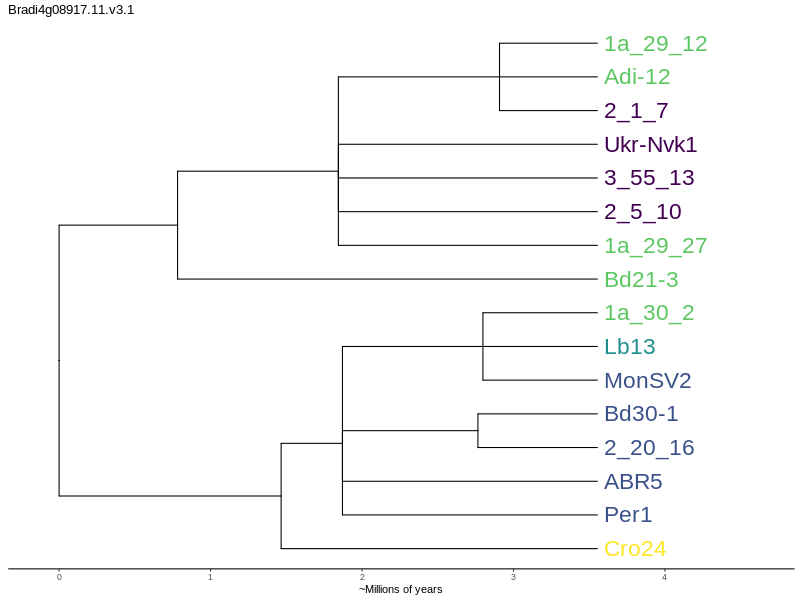 Bradi4g08917.11.v3.1
1a_29_12
Adi-12
2_1_7
Ukr-Nvk1
3_55_13
2_5_10
1a_29_27
Bd21-3
1a_30_2
Lb13
MonSV2
Bd30-1
2_20_16
ABR5
Per1
Cro24
0 1 2 3 4
~Millions of years